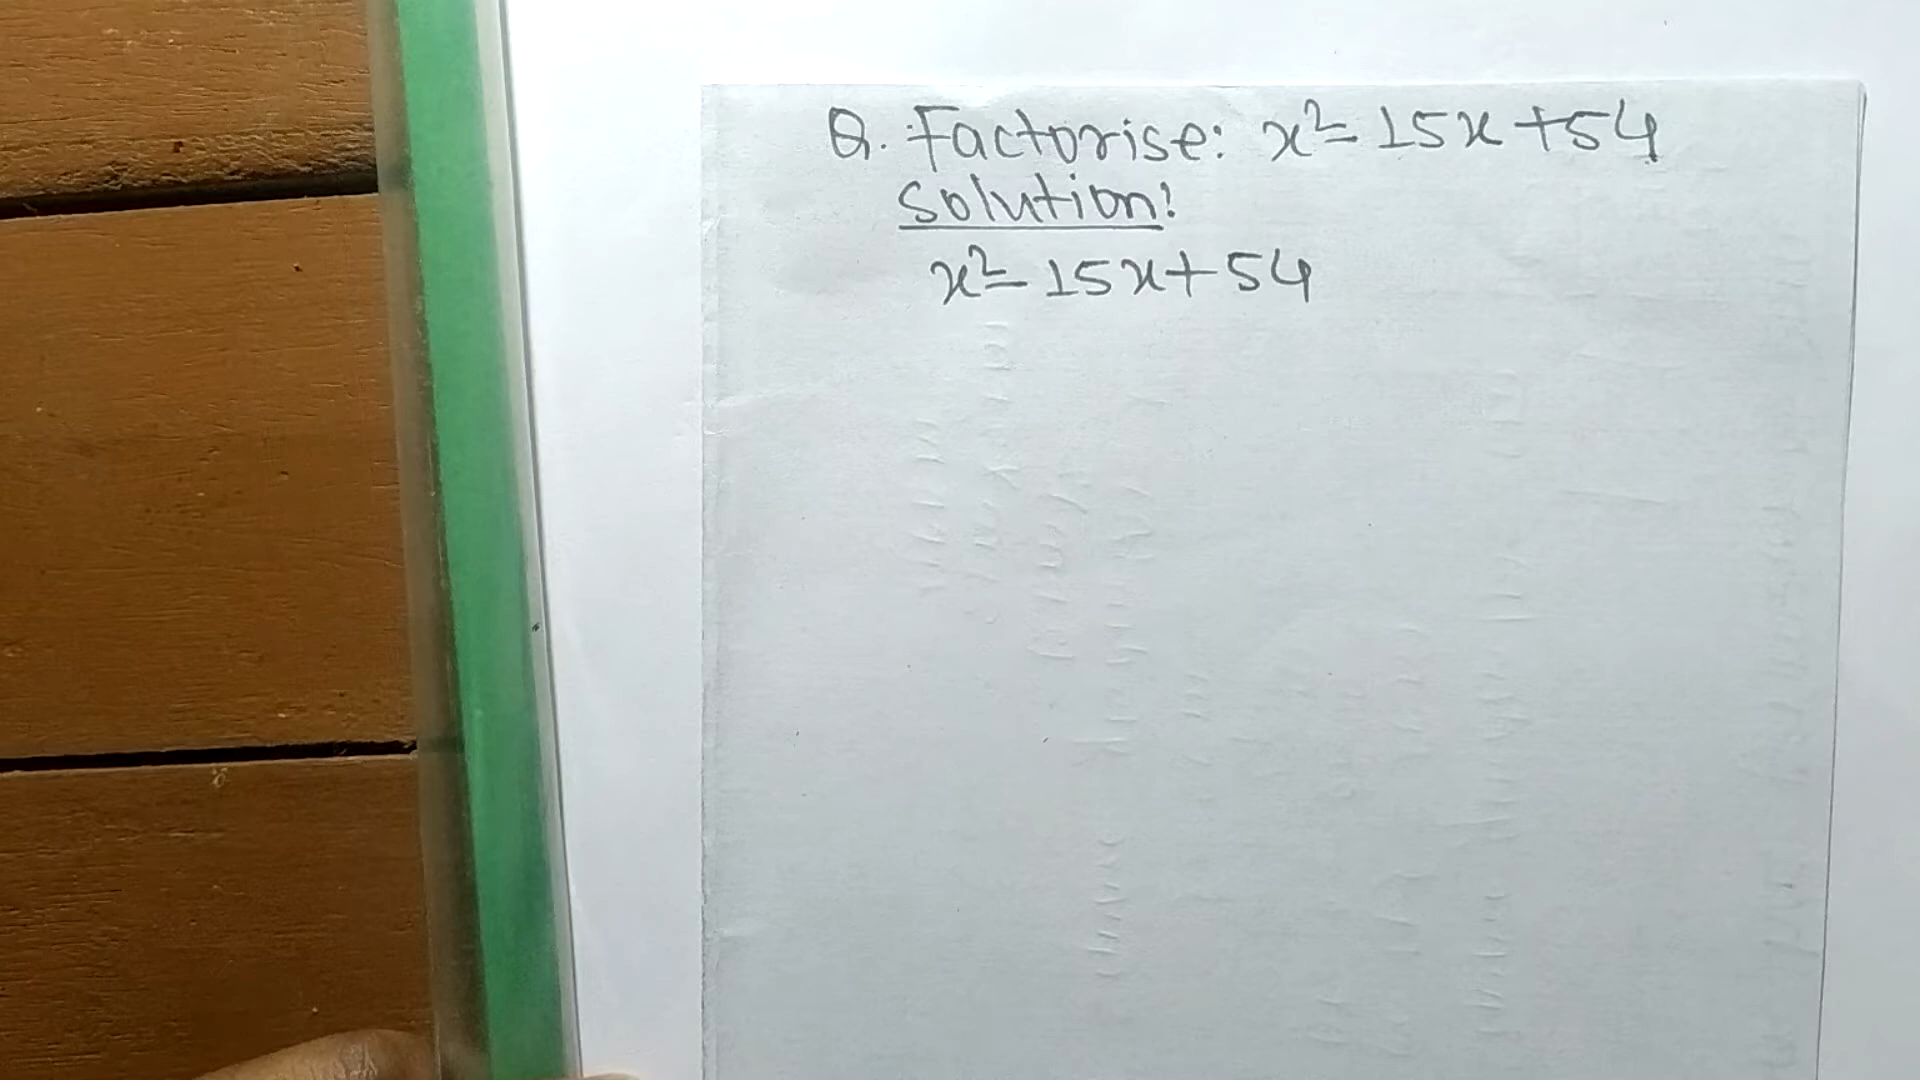 Q. Factorise: x² - 15x + 54
Solution:
x² - 15x + 54